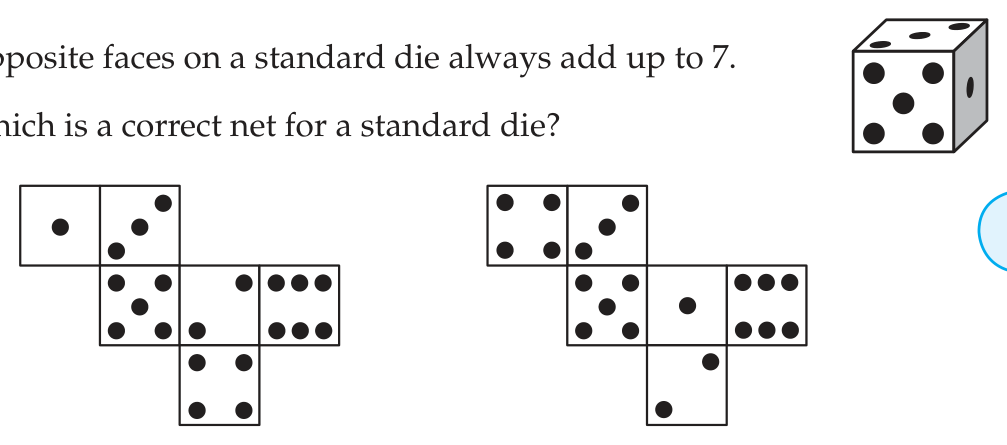 pposite faces on a standard die always add up to 7.
hich is a correct net for a standard die?